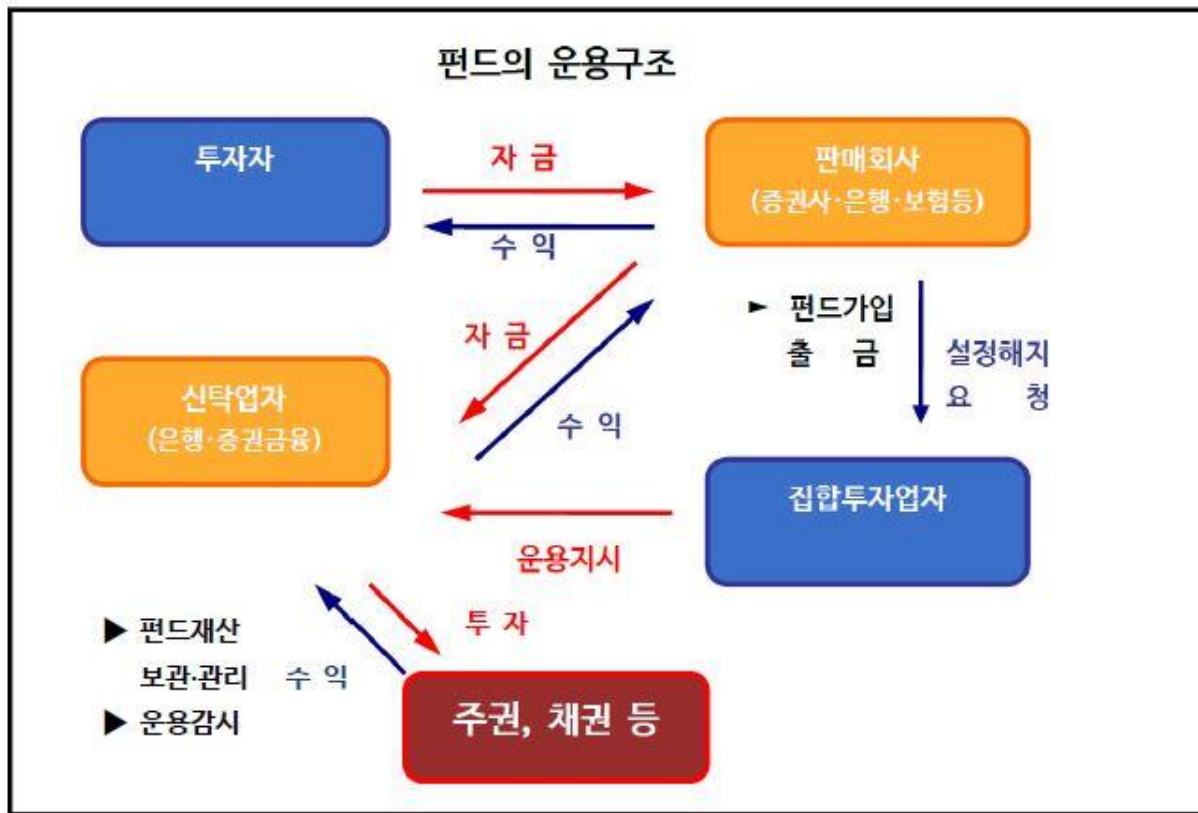 펀드의 운용구조
투자자
자 금
판매회사
(증권사·은행·보험등)
수 익
자 금
► 펀드가입
출 금
설정해지
요 청
신탁업자
(은행·증권금융)
수 익
집합투자업자
운용지시
투 자
▶ 펀드재산
보관·관리
수 익
▶ 운용감시
주권, 채권 등